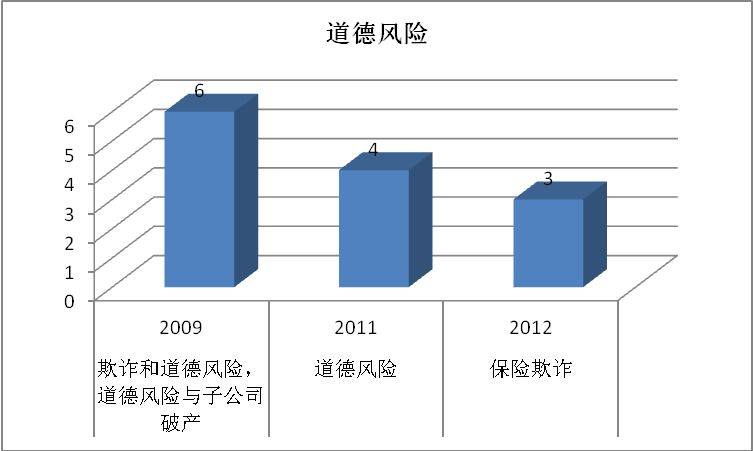 道德风险
6
4
3
6
5
4
3
2
1
0
2009
2011
2012
欺诈和道德风险，
道德风险与子公司
破产
道德风险
保险欺诈